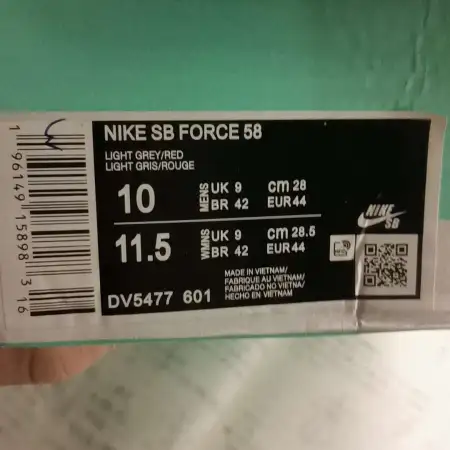 NIKE SB FORCE 58
LIGHT GREY/RED
LIGHT GRIS/ROUGE
10 MENS UK 9 cm 28
BR 42 EUR 44
11.5 WMNS UK 9 cm 28.5
BR 42 EUR 44
MADE IN VIETNAM/
FABRIQUE AU VIETNAM/
FABRICADO NO VIETNA/
HECHO EN VIETNAM
DV5477 601
NIKE
SB
1 96149 15898 3 16